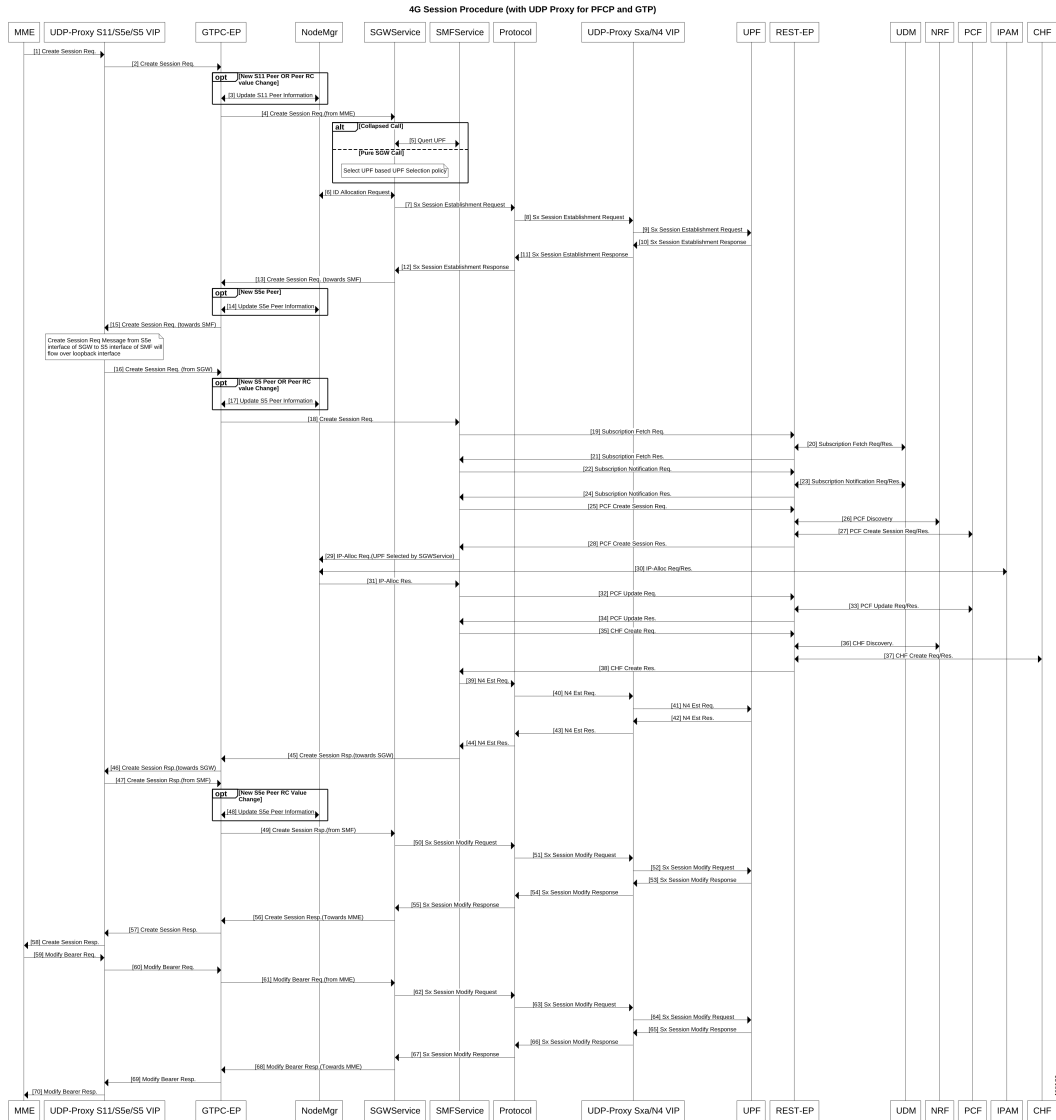 4G Session Procedure (with UDP Proxy for PFCP and GTP)
MME UDP-Proxy S11/S5e/S5 VIP GTPC-EP NodeMgr SGWService SMFService Protocol UDP-Proxy Sxa/N4 VIP UPF REST-EP UDM NRF PCF IPAM CHF
[1] Create Session Req.
[2] Create Session Req.
opt [New S11 Peer OR Peer RC
value Change]
[3] Update S11 Peer Information
[4] Create Session Req.(from MME)
alt [Collapsed Call]
[5] Quert UPF
[Pure SGW Call]
Select UPF based UPF Selection policy
[6] ID Allocation Request
[7] Sx Session Establishment Request
[8] Sx Session Establishment Request
[9] Sx Session Establishment Request
[10] Sx Session Establishment Response
[11] Sx Session Establishment Response
[12] Sx Session Establishment Response
[13] Create Session Req. (towards SMF)
opt [New S5e Peer]
[14] Update S5e Peer Information
[15] Create Session Req. (towards SMF)
Create Session Req Message from S5e
interface of SGW to S5 interface of SMF will
flow over loopback interface
[16] Create Session Req. (from SGW)
opt [New S5 Peer OR Peer RC
value Change]
[17] Update S5 Peer Information
[18] Create Session Req.
[19] Subscription Fetch Req.
[20] Subscription Fetch Req/Res.
[21] Subscription Fetch Res.
[22] Subscription Notification Req.
[23] Subscription Notification Req/Res.
[24] Subscription Notification Res.
[25] PCF Create Session Req.
[26] PCF Discovery
[27] PCF Create Session Req/Res.
[28] PCF Create Session Res.
[29] IP-Alloc Req.(UPF Selected by SGWService)
[30] IP-Alloc Req/Res.
[31] IP-Alloc Res.
[32] PCF Update Req.
[33] PCF Update Req/Res.
[34] PCF Update Res.
[35] CHF Create Req.
[36] CHF Discovery.
[37] CHF Create Req/Res.
[38] CHF Create Res.
[39] N4 Est Req.
[40] N4 Est Req.
[41] N4 Est Req.
[42] N4 Est Res.
[43] N4 Est Res.
[44] N4 Est Res.
[45] Create Session Rsp.(towards SGW)
[46] Create Session Rsp.(towards SGW)
[47] Create Session Rsp.(from SMF)
opt [New S5e Peer RC Value
Change]
[48] Update S5e Peer Information
[49] Create Session Rsp.(from SMF)
[50] Sx Session Modify Request
[51] Sx Session Modify Request
[52] Sx Session Modify Request
[53] Sx Session Modify Response
[54] Sx Session Modify Response
[55] Sx Session Modify Response
[56] Create Session Resp.(Towards MME)
[57] Create Session Resp.
[58] Create Session Resp.
[59] Modify Bearer Req.
[60] Modify Bearer Req.
[61] Modify Bearer Req.(from MME)
[62] Sx Session Modify Request
[63] Sx Session Modify Request
[64] Sx Session Modify Request
[65] Sx Session Modify Response
[66] Sx Session Modify Response
[67] Sx Session Modify Response
[68] Modify Bearer Resp.(Towards MME)
[69] Modify Bearer Resp.
[70] Modify Bearer Resp.
MME UDP-Proxy S11/S5e/S5 VIP GTPC-EP NodeMgr SGWService SMFService Protocol UDP-Proxy Sxa/N4 VIP UPF REST-EP UDM NRF PCF IPAM CHF